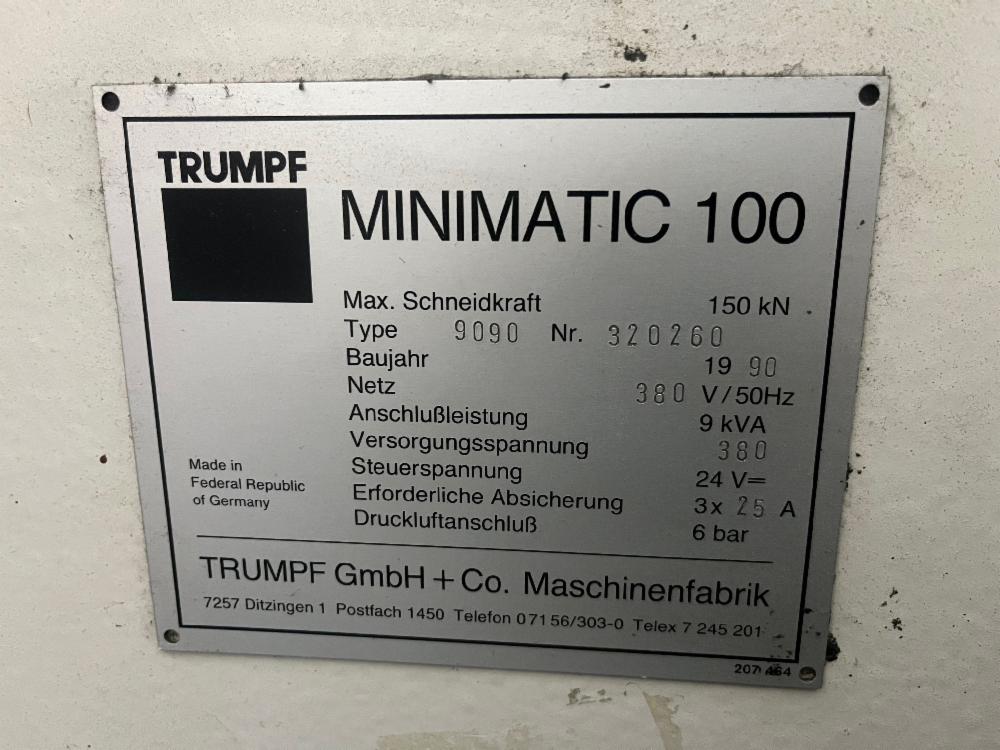 TRUMPF
MINIMATIC 100
Max. Schneidkraft 150 kN
Type 9090 Nr. 320260
Baujahr 19 90
Netz 380 V/50Hz
Anschlußleistung 9 kVA
Versorgungsspannung 380
Steuerspannung 24 V=
Erforderliche Absicherung 3x 25 A
Druckluftanschluß 6 bar
Made in
Federal Republic
of Germany
TRUMPF GmbH + Co. Maschinenfabrik
7257 Ditzingen 1 Postfach 1450 Telefon 07156/303-0 Telex 7 245 201
207 464